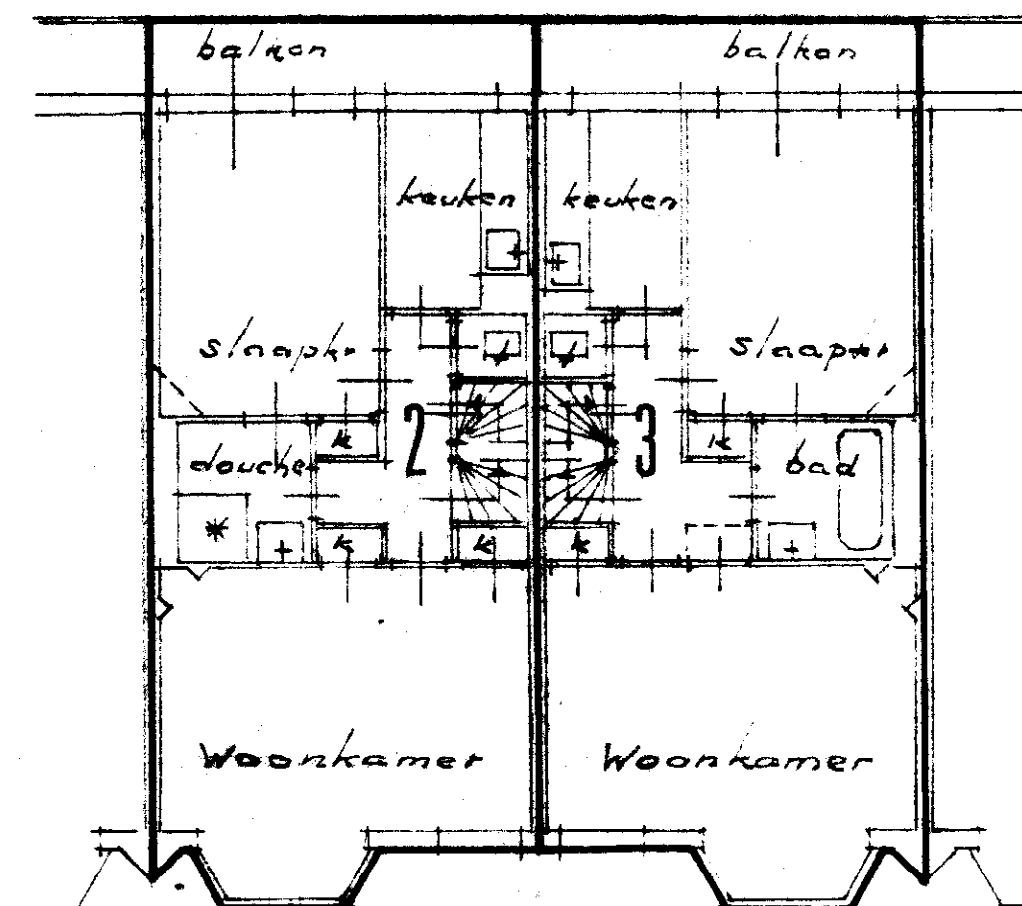 balkon balkon
keuken keuken
slaapkr slaapkr
2 3
k k
douche bad
k k k
Woonkamer Woonkamer